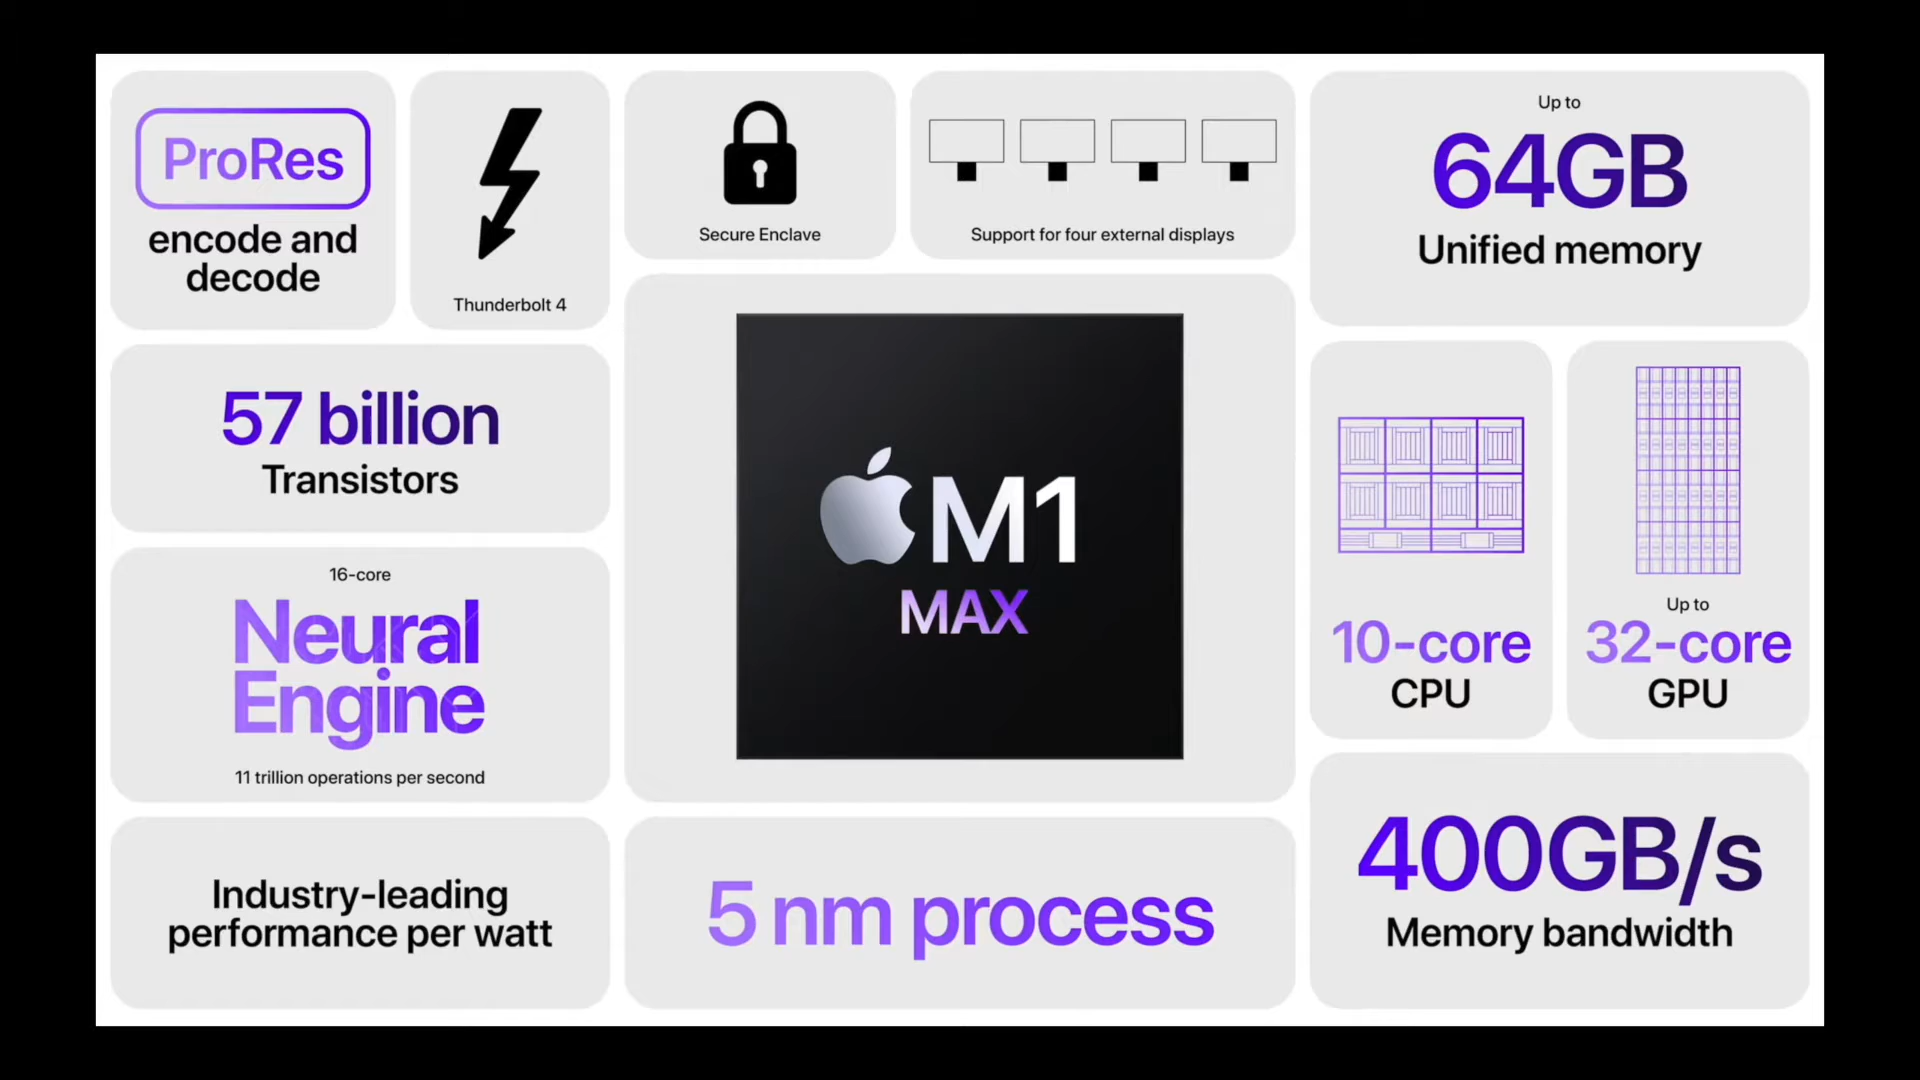 ProRes
encode and
decode
Thunderbolt 4
Secure Enclave
Support for four external displays
Up to
64GB
Unified memory
57 billion
Transistors
M1
MAX
10-core
CPU
Up to
32-core
GPU
16-core
Neural
Engine
11 trillion operations per second
Industry-leading
performance per watt
5 nm process
400GB/s
Memory bandwidth